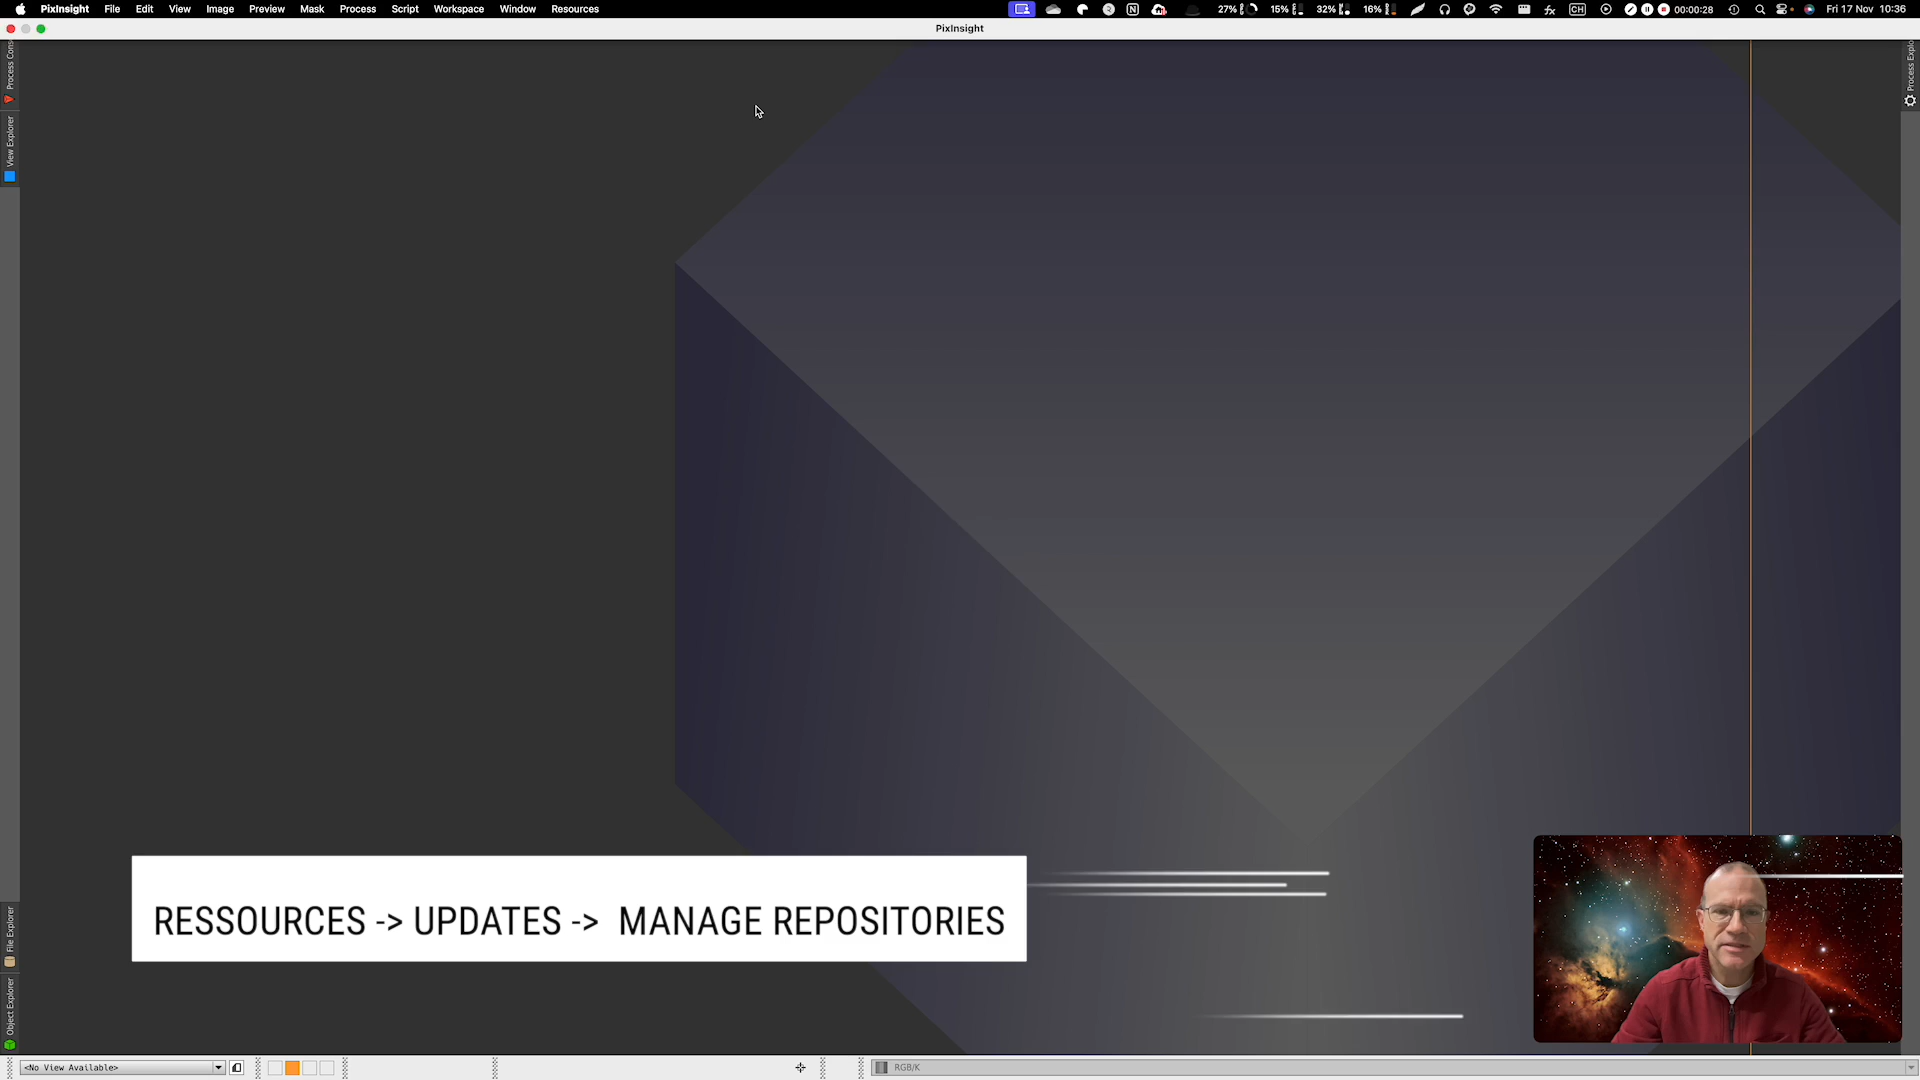 PixInsight File Edit View Image Preview Mask Process Script Workspace Window Resources
27% 15% 32% 16% CH 00:00:28 Fri 17 Nov 10:36
PixInsight
View Explorer
File Explorer
Object Explorer
RESSOURCES -> UPDATES -> MANAGE REPOSITORIES
<No View Available>
RGB/K